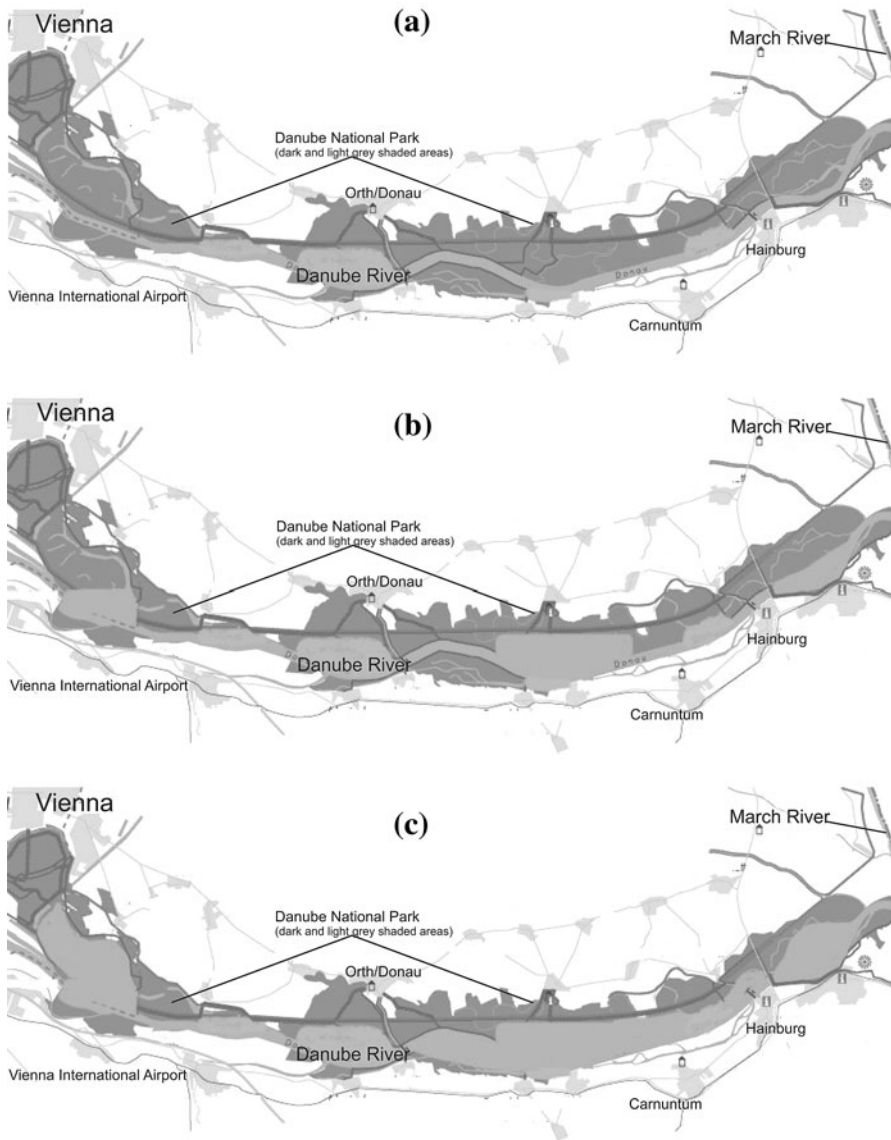 Vienna
(a)
March River
Danube National Park
(dark and light grey shaded areas)
Orth/Donau
Danube River
Donau
Hainburg
Vienna International Airport
Carnuntum
Vienna
(b)
March River
Danube National Park
(dark and light grey shaded areas)
Orth/Donau
Danube River
Donau
Hainburg
Vienna International Airport
Carnuntum
Vienna
(c)
March River
Danube National Park
(dark and light grey shaded areas)
Orth/Donau
Danube River
Hainburg
Vienna International Airport
Carnuntum